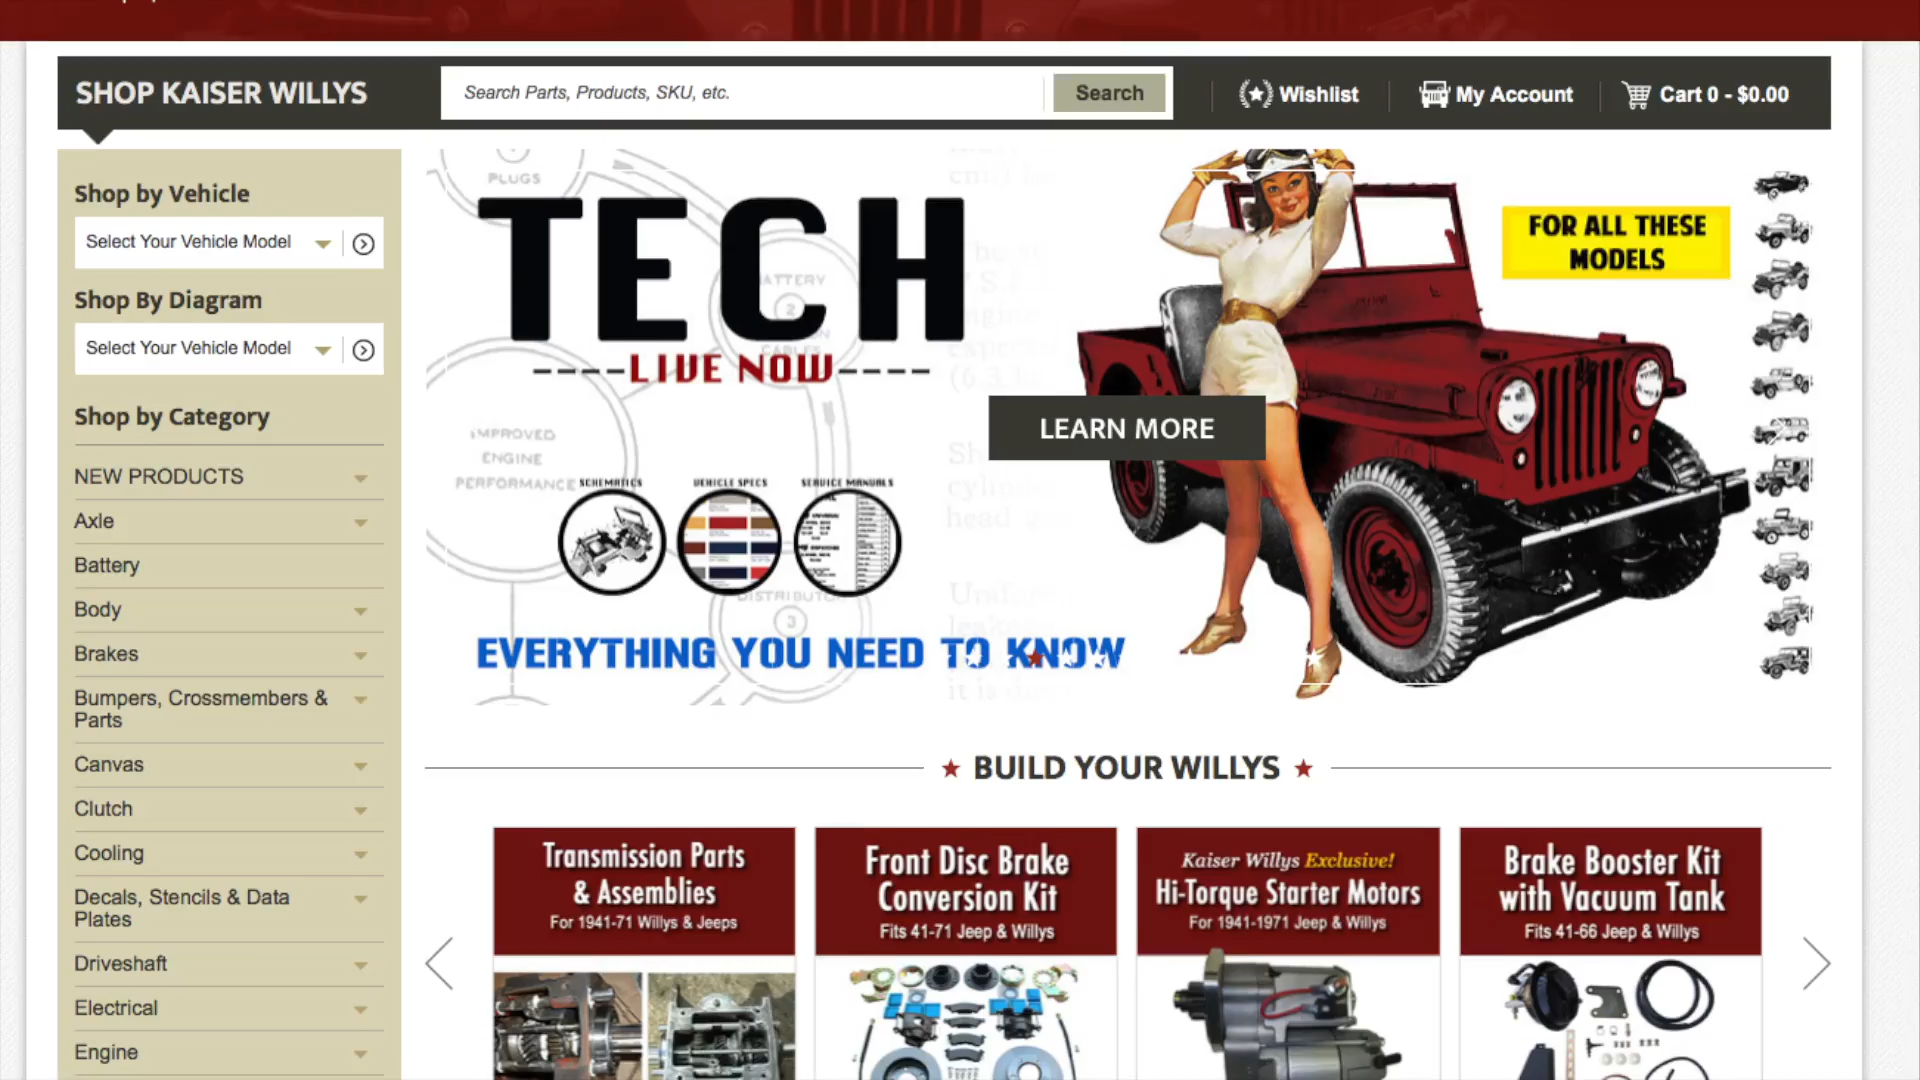 SHOP KAISER WILLYS
Search Parts, Products, SKU, etc.
Search
Wishlist
My Account
Cart 0 - $0.00
Shop by Vehicle
Select Your Vehicle Model
Shop By Diagram
Select Your Vehicle Model
Shop by Category
NEW PRODUCTS
Axle
Battery
Body
Brakes
Bumpers, Crossmembers &
Parts
Canvas
Clutch
Cooling
Decals, Stencils & Data
Plates
Driveshaft
Electrical
Engine
PLUGS
TECH
LIVE NOW
BATTERY
2
CABLES
IMPROVED
ENGINE
PERFORMANCE
SCHEMATICS
VEHICLE SPECS
SERVICE MANUALS
DISTRIBUTOR
3
EVERYTHING YOU NEED TO KNOW
LEARN MORE
FOR ALL THESE
MODELS
BUILD YOUR WILLYS
Transmission Parts
& Assemblies
For 1941-71 Willys & Jeeps
Front Disc Brake
Conversion Kit
Fits 41-71 Jeep & Willys
Kaiser Willys Exclusive!
Hi-Torque Starter Motors
For 1941-1971 Jeep & Willys
Brake Booster Kit
with Vacuum Tank
Fits 41-66 Jeep & Willys